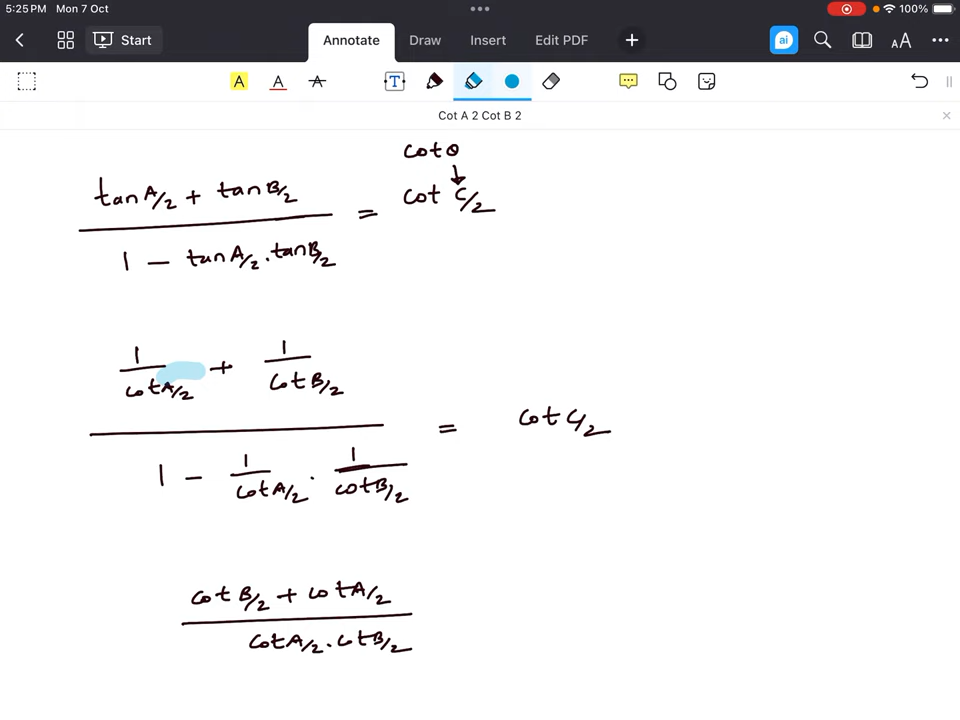 5:25 PM Mon 7 Oct 100%
Start Annotate Draw Insert Edit PDF ai AA
A A A T
Cot A 2 Cot B 2
cot θ
tan A/2 + tan B/2 = cot C/2
1 - tan A/2 . tan B/2
1 + 1
cot A/2 cot B/2
= cot C/2
1 - 1 . 1
cot A/2 cot B/2
cot B/2 + cot A/2
cot A/2 . cot B/2